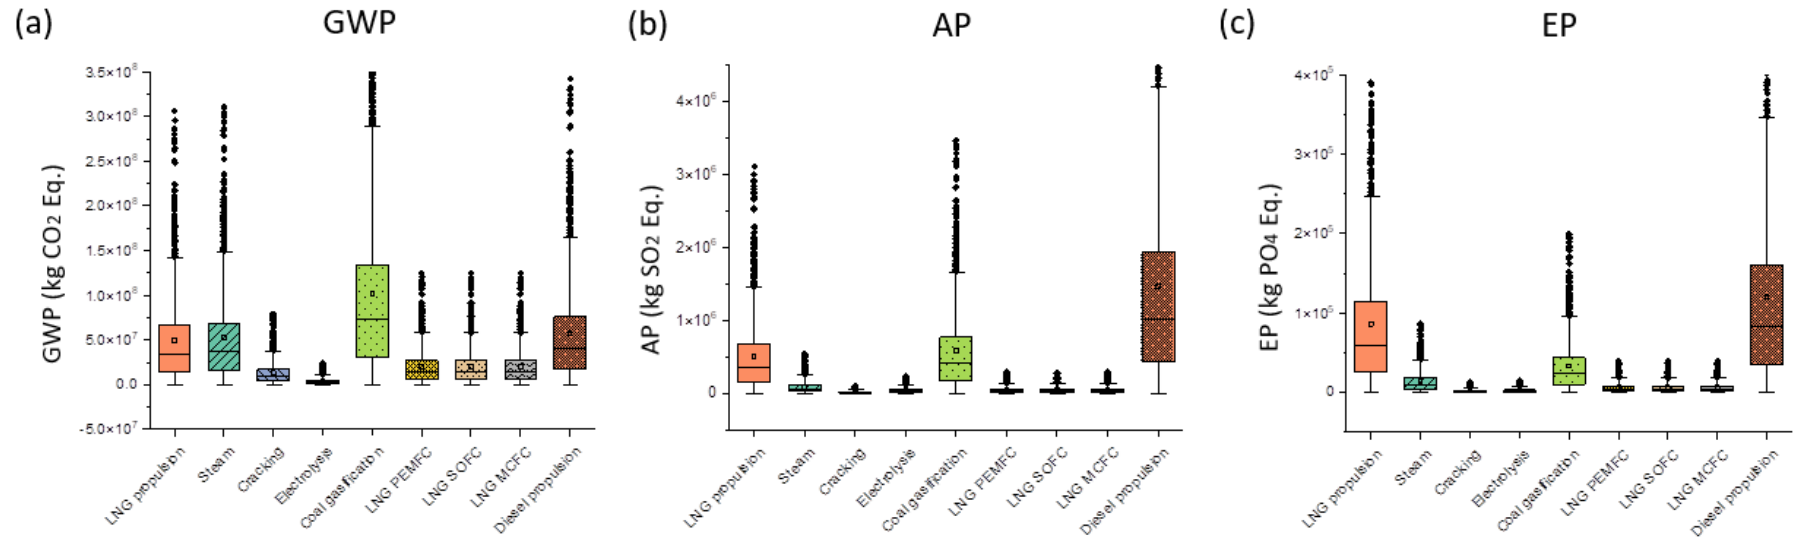 (a) GWP
3.5×10⁸
3.0×10⁸
2.5×10⁸
2.0×10⁸
1.5×10⁸
1.0×10⁸
5.0×10⁷
0.0
-5.0×10⁷
GWP (kg CO2 Eq.)
LNG propulsion
Steam
Cracking
Electrolysis
Coal gasification
LNG PEMFC
LNG SOFC
LNG MCFC
Diesel propulsion
(b) AP
4×10⁶
3×10⁶
2×10⁶
1×10⁶
0
AP (kg SO2 Eq.)
LNG propulsion
Steam
Cracking
Electrolysis
Coal gasification
LNG PEMFC
LNG SOFC
LNG MCFC
Diesel propulsion
(c) EP
4×10⁵
3×10⁵
2×10⁵
1×10⁵
0
EP (kg PO4 Eq.)
LNG propulsion
Steam
Cracking
Electrolysis
Coal gasification
LNG PEMFC
LNG SOFC
LNG MCFC
Diesel propulsion